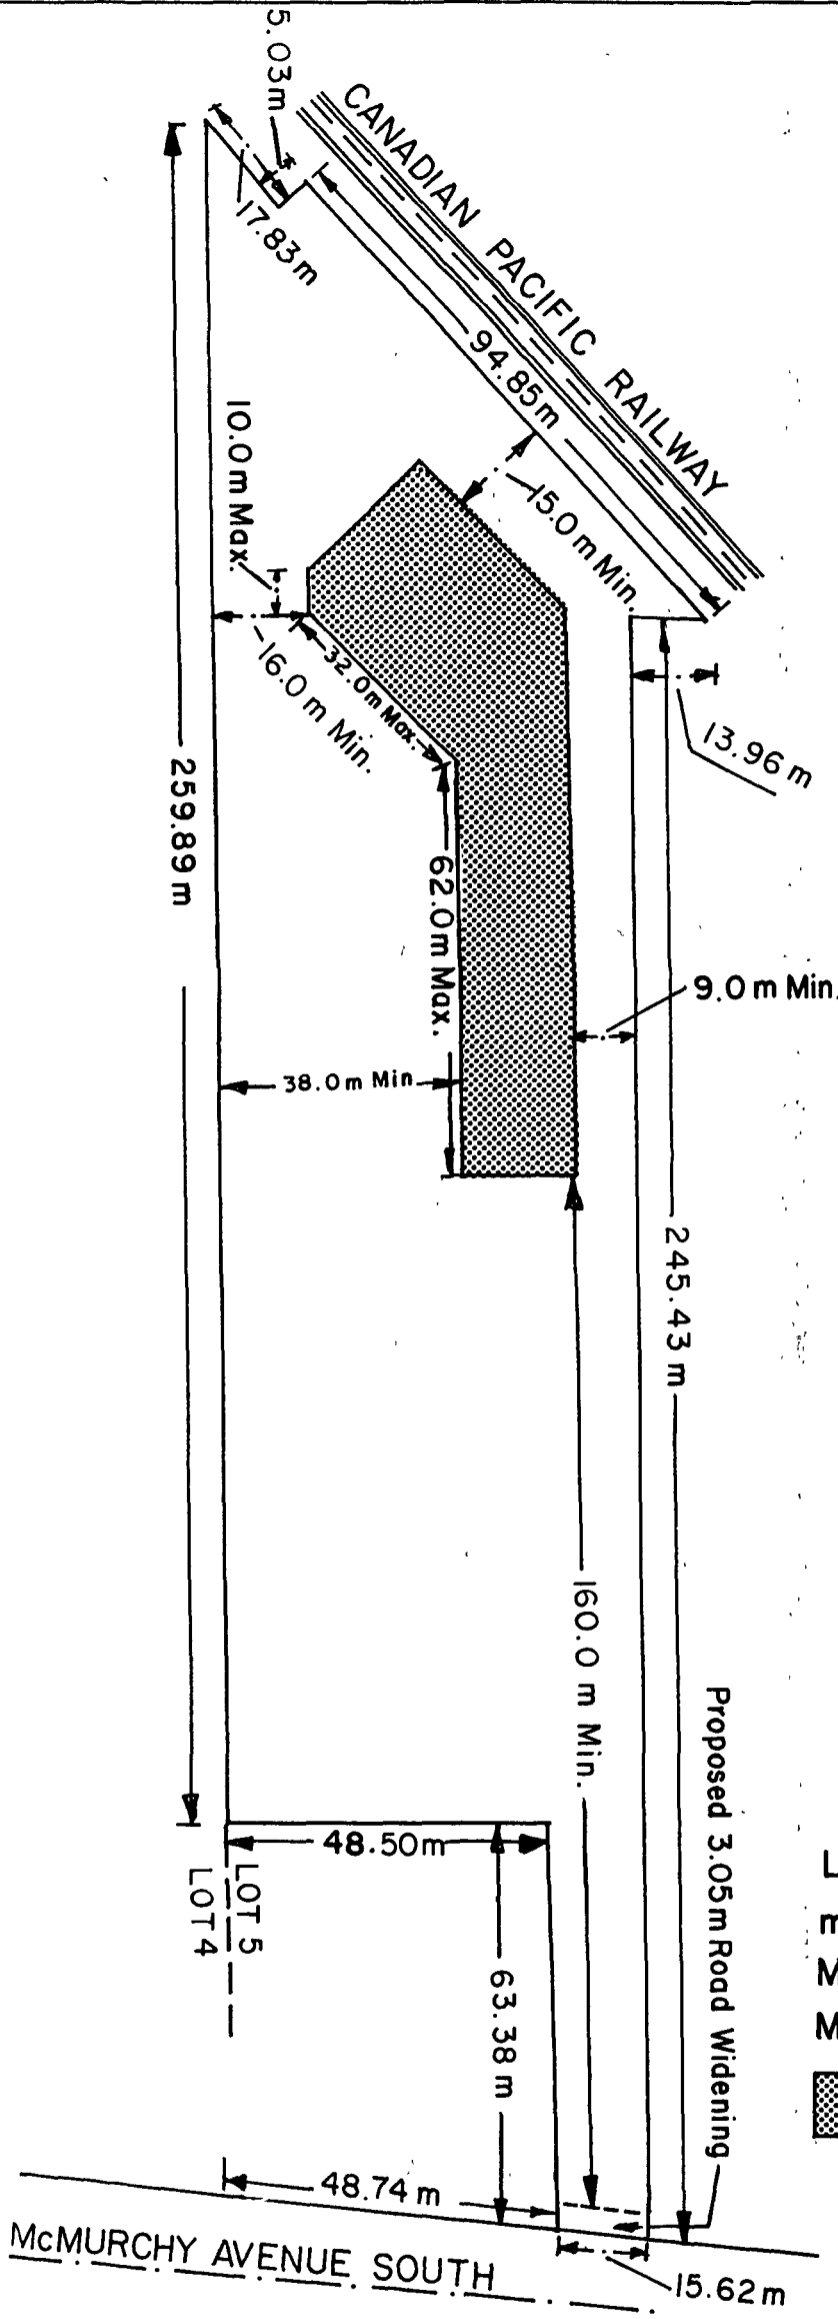 5.03m
CANADIAN PACIFIC RAILWAY
17.83m
94.85m
10.0m Max.
15.0m Min.
32.0m Max.
16.0m Min.
13.96m
259.89m
62.0m Max.
9.0m Min.
38.0m Min
245.43m
160.0m Min.
Proposed 3.05m Road Widening
48.50m
LOT 5
LOT 4
63.38m
48.74m
McMURCHY AVENUE SOUTH
15.62m